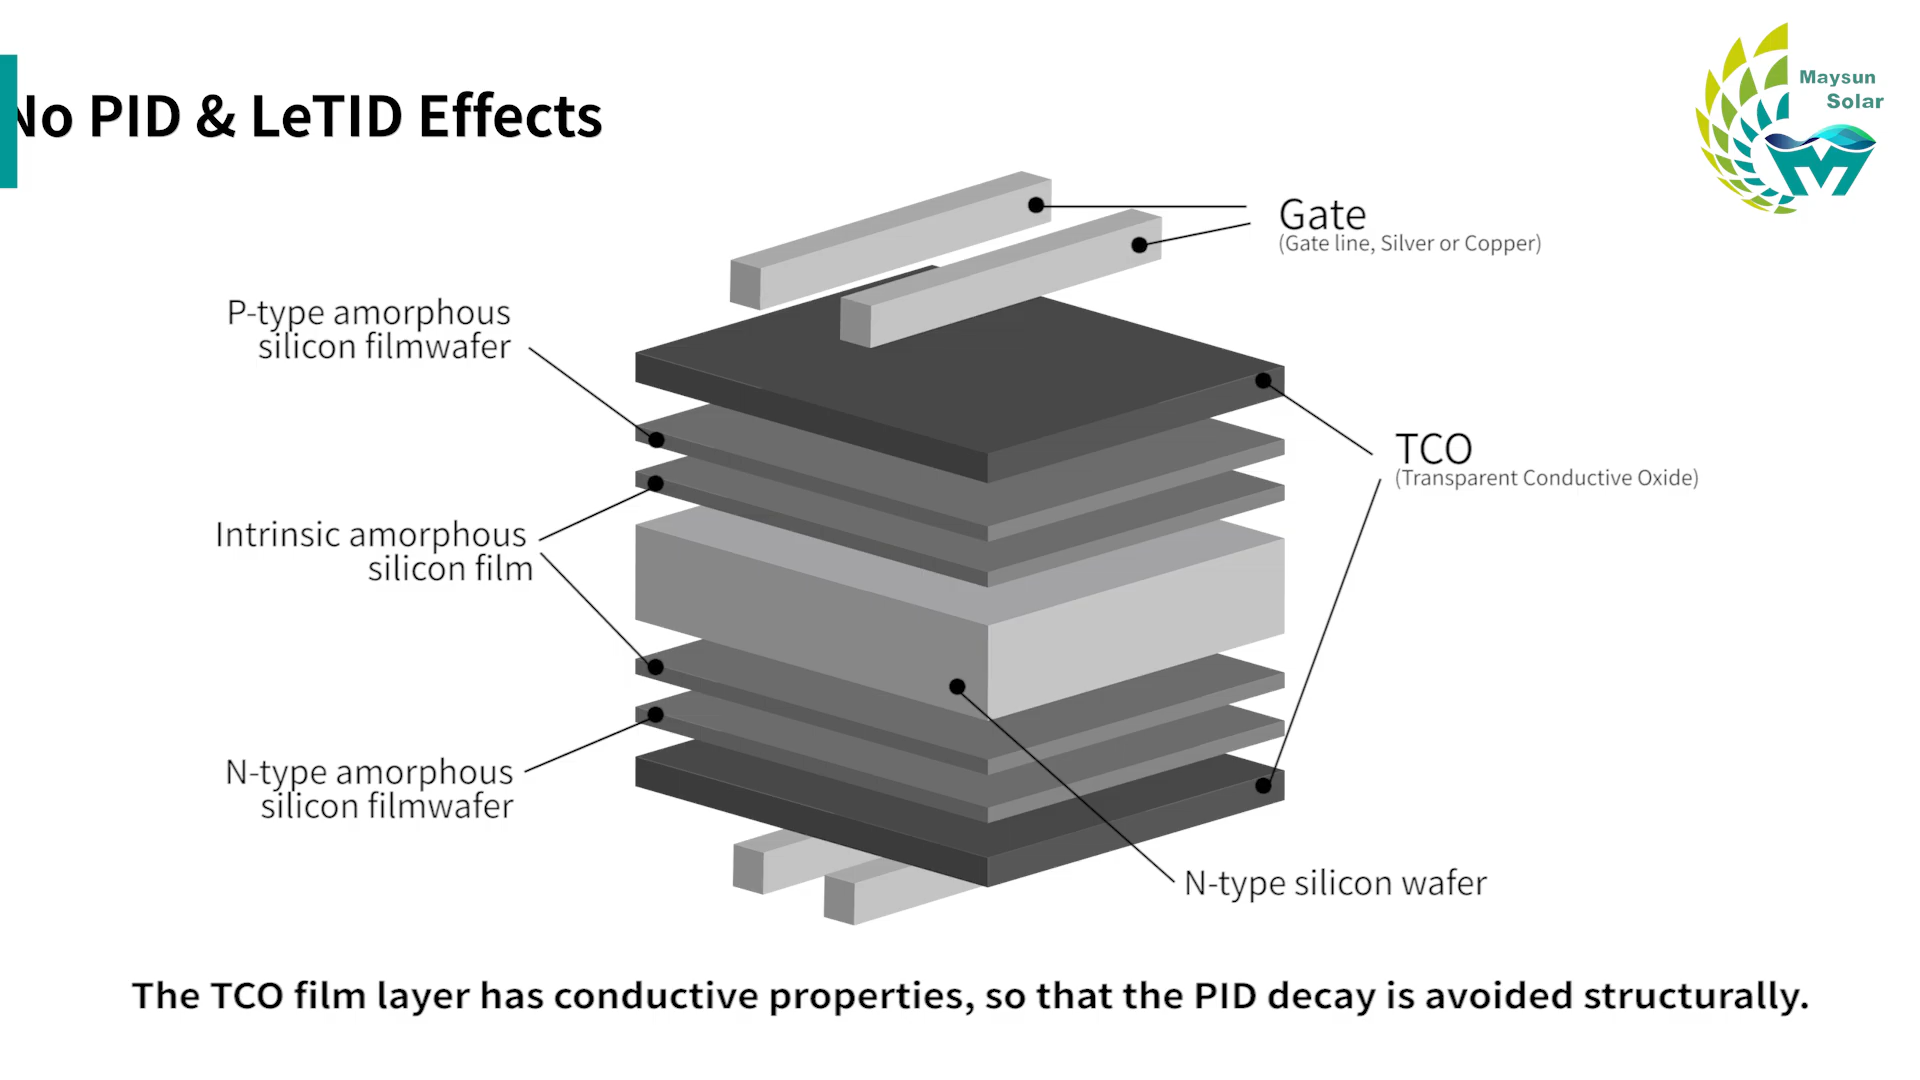 No PID & LeTID Effects
Maysun
Solar
Gate
(Gate line, Silver or Copper)
P-type amorphous
silicon filmwafer
TCO
(Transparent Conductive Oxide)
Intrinsic amorphous
silicon film
N-type amorphous
silicon filmwafer
N-type silicon wafer
The TCO film layer has conductive properties, so that the PID decay is avoided structurally.